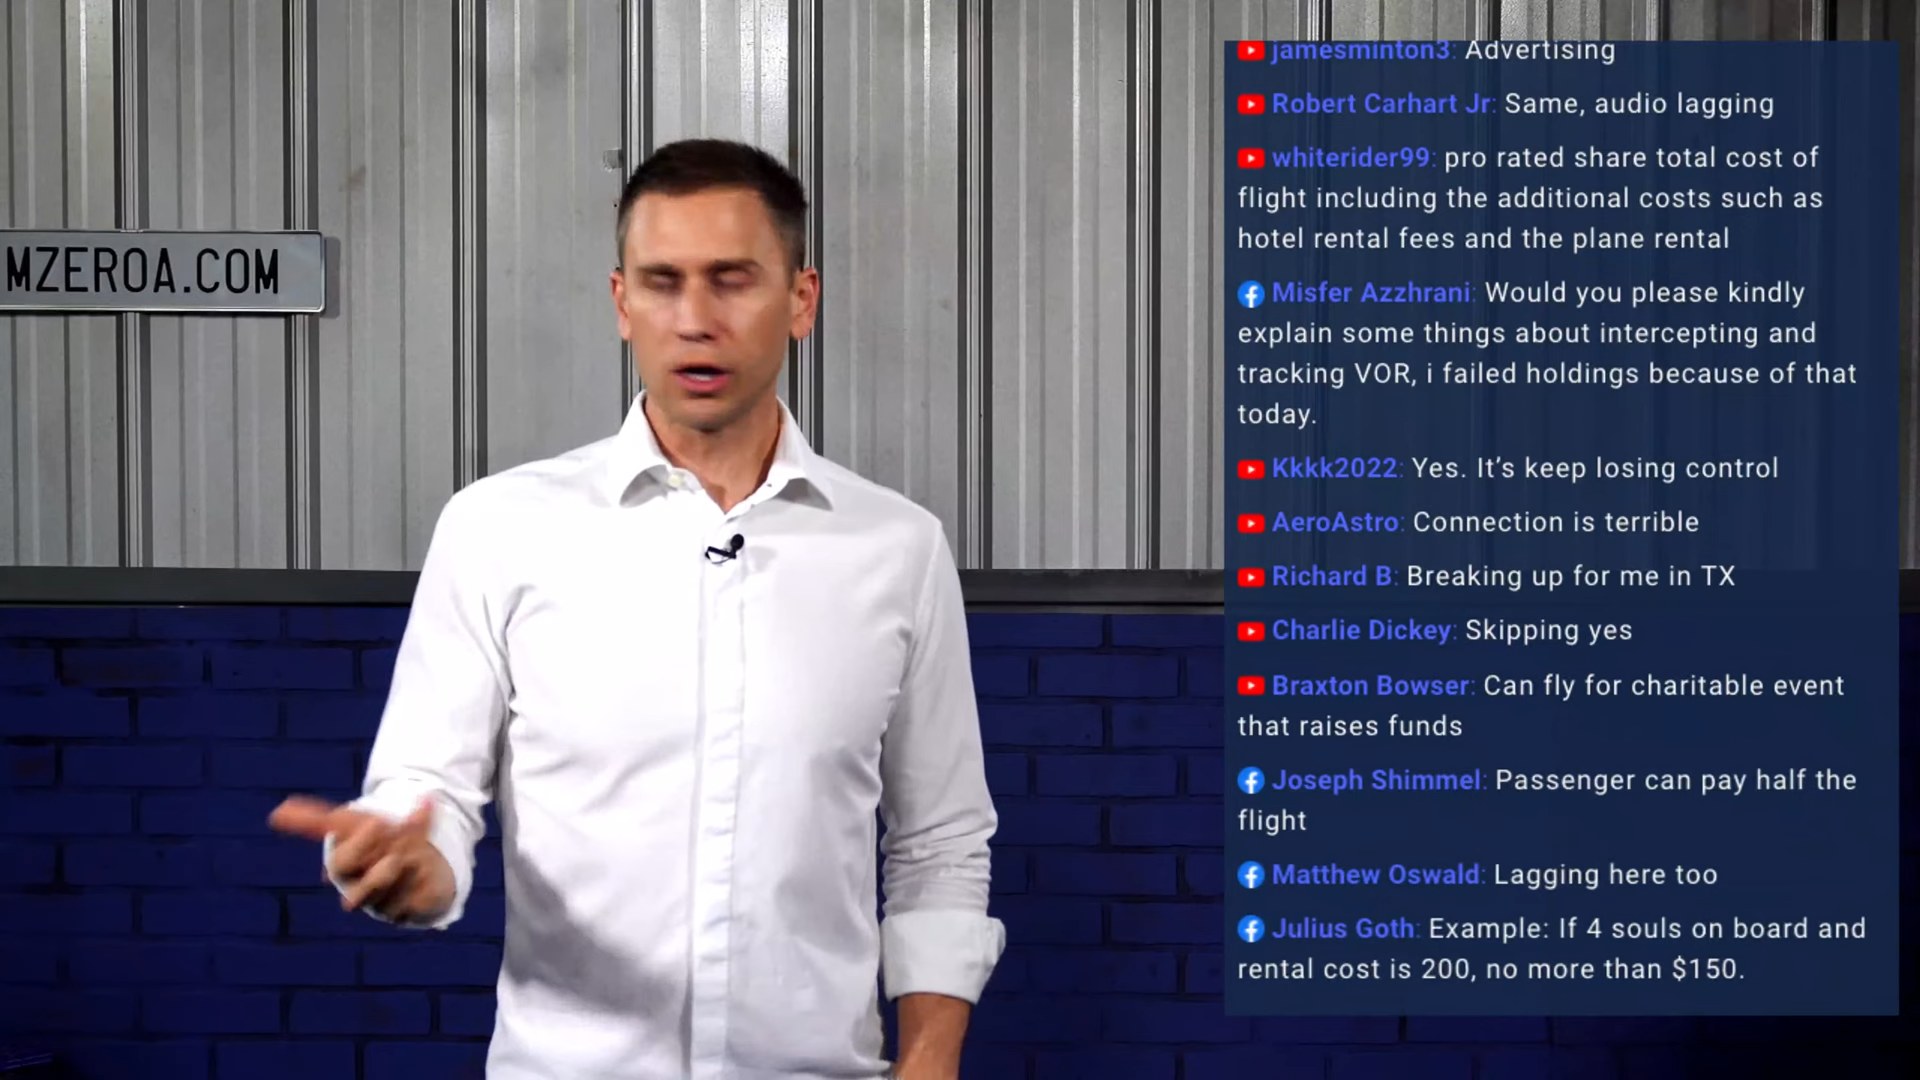 MZEROA.COM
jamesminton3: Advertising
Robert Carhart Jr: Same, audio lagging
whiterider99: pro rated share total cost of
flight including the additional costs such as
hotel rental fees and the plane rental
Misfer Azzhrani: Would you please kindly
explain some things about intercepting and
tracking VOR, i failed holdings because of that
today.
Kkkk2022: Yes. It’s keep losing control
AeroAstro: Connection is terrible
Richard B: Breaking up for me in TX
Charlie Dickey: Skipping yes
Braxton Bowser: Can fly for charitable event
that raises funds
Joseph Shimmel: Passenger can pay half the
flight
Matthew Oswald: Lagging here too
Julius Goth: Example: If 4 souls on board and
rental cost is 200, no more than $150.